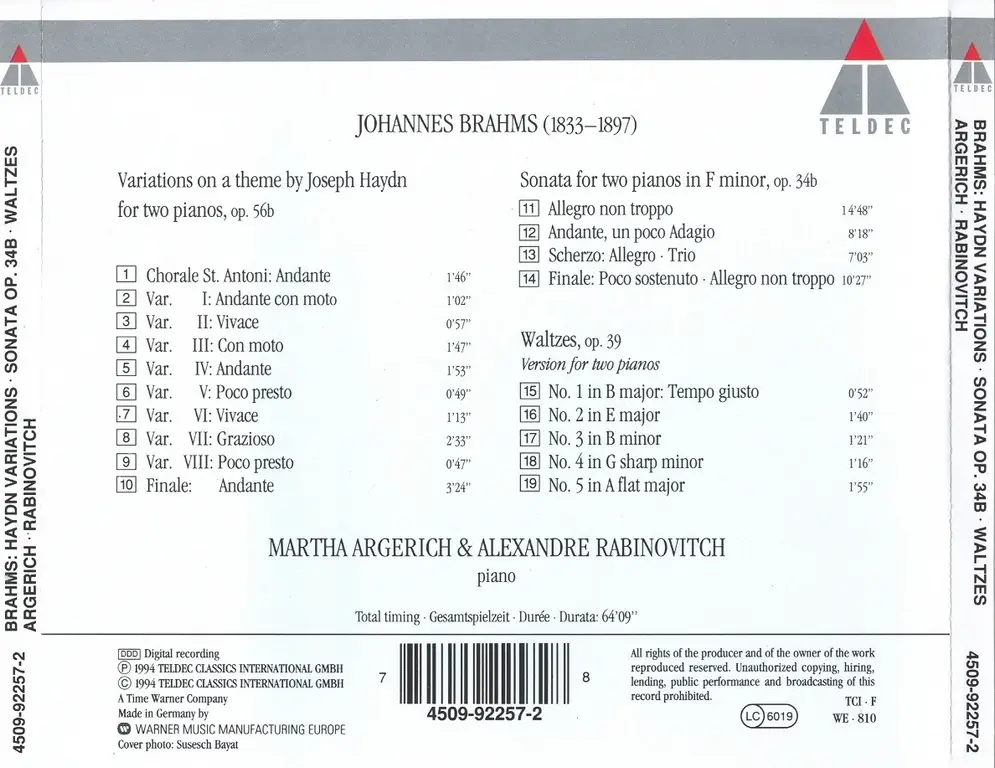 TELDEC
BRAHMS: HAYDN VARIATIONS · SONATA OP. 34B · WALTZES
ARGERICH · RABINOVITCH
4509-92257-2
TELDEC
JOHANNES BRAHMS (1833–1897)
Variations on a theme by Joseph Haydn
for two pianos, op. 56b
1 Chorale St. Antoni: Andante 1'46"
2 Var. I: Andante con moto 1'02"
3 Var. II: Vivace 0'57"
4 Var. III: Con moto 1'47"
5 Var. IV: Andante 1'53"
6 Var. V: Poco presto 0'49"
7 Var. VI: Vivace 1'13"
8 Var. VII: Grazioso 2'33"
9 Var. VIII: Poco presto 0'47"
10 Finale: Andante 3'24"
Sonata for two pianos in F minor, op. 34b
11 Allegro non troppo 14'48"
12 Andante, un poco Adagio 8'18"
13 Scherzo: Allegro · Trio 7'03"
14 Finale: Poco sostenuto · Allegro non troppo 10'27"
Waltzes, op. 39
Version for two pianos
15 No. 1 in B major: Tempo giusto 0'52"
16 No. 2 in E major 1'40"
17 No. 3 in B minor 1'21"
18 No. 4 in G sharp minor 1'16"
19 No. 5 in A flat major 1'55"
MARTHA ARGERICH & ALEXANDRE RABINOVITCH
piano
Total timing · Gesamtspielzeit · Durée · Durata: 64'09"
DDD Digital recording
Ⓟ 1994 TELDEC CLASSICS INTERNATIONAL GMBH
© 1994 TELDEC CLASSICS INTERNATIONAL GMBH
A Time Warner Company
Made in Germany by
WARNER MUSIC MANUFACTURING EUROPE
Cover photo: Susesch Bayat
7 8
4509-92257-2
All rights of the producer and of the owner of the work
reproduced reserved. Unauthorized copying, hiring,
lending, public performance and broadcasting of this
record prohibited.
TCI · F
LC 6019
WE · 810
TELDEC
BRAHMS: HAYDN VARIATIONS · SONATA OP. 34B · WALTZES
ARGERICH · RABINOVITCH
4509-92257-2